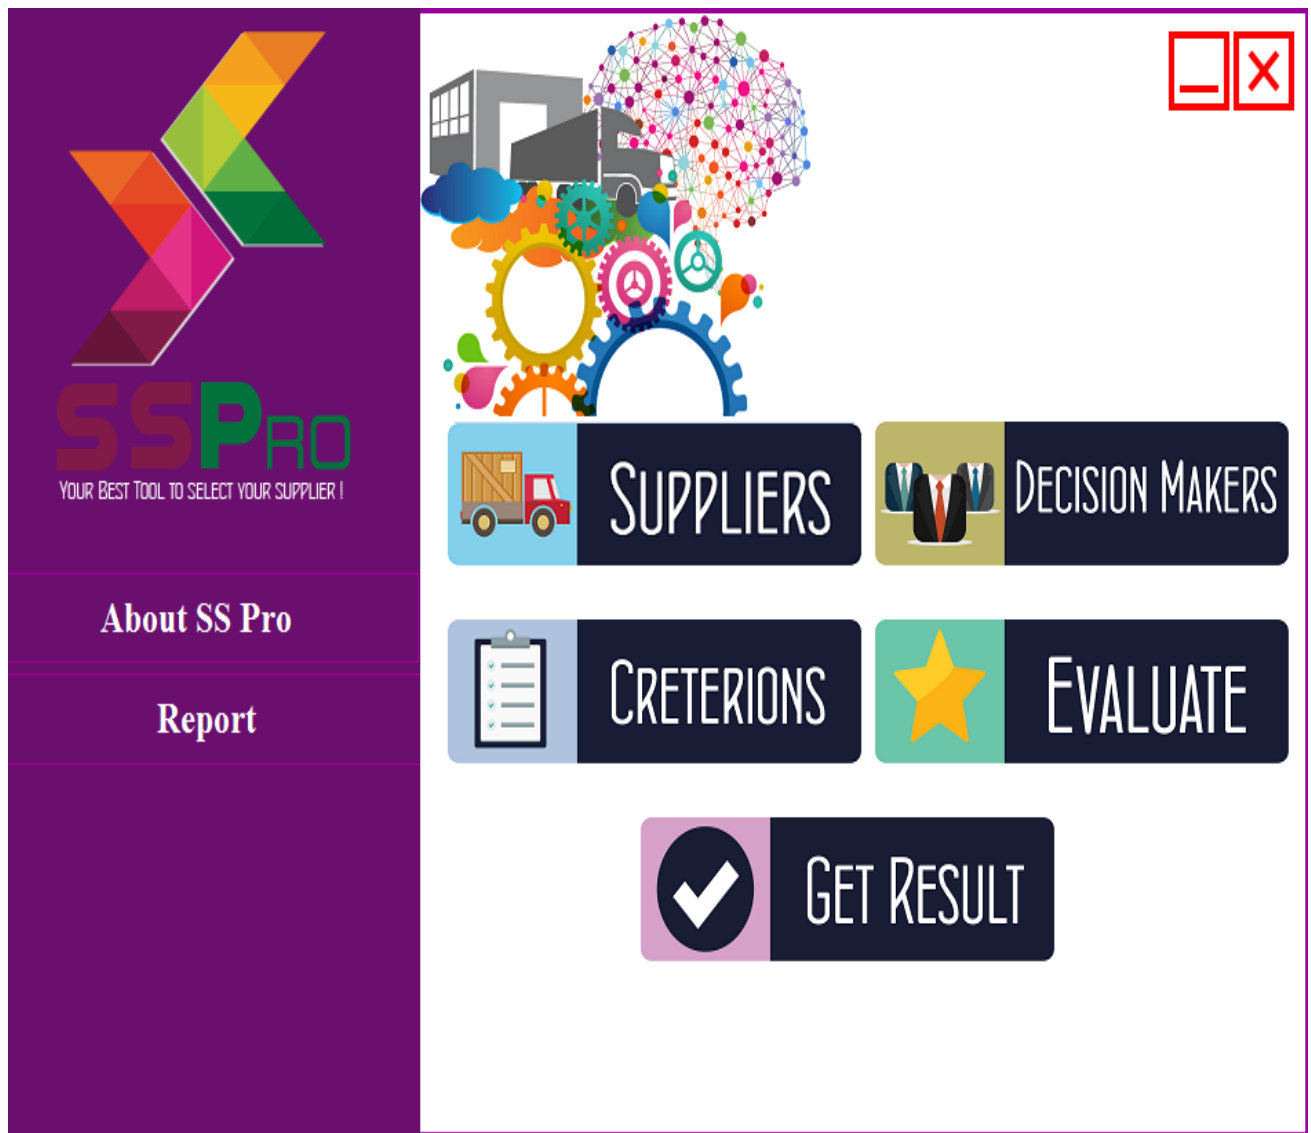 SSPRO
YOUR BEST TOOL TO SELECT YOUR SUPPLIER !
About SS Pro
Report
SUPPLIERS
DECISION MAKERS
CRETERIONS
EVALUATE
GET RESULT